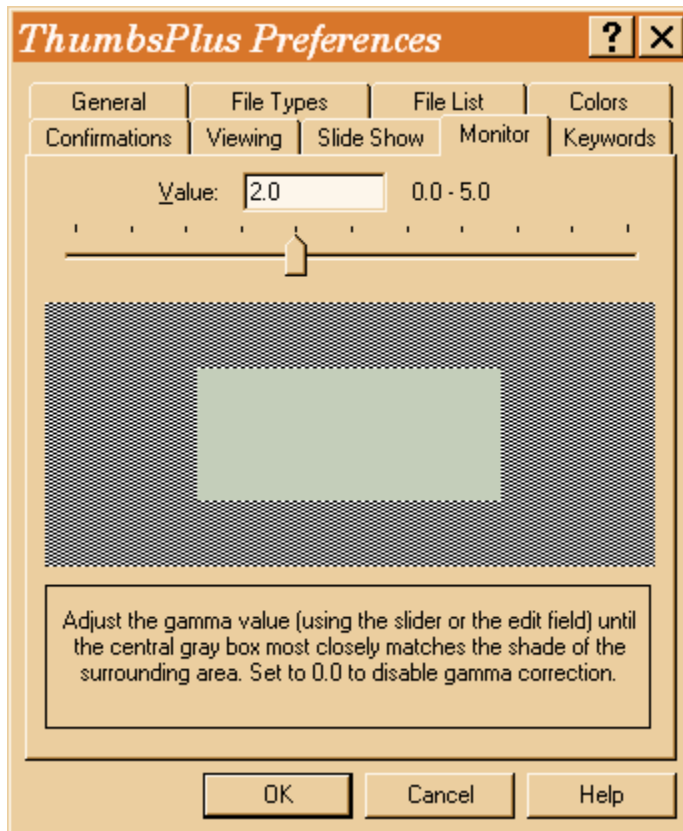 ThumbsPlus Preferences ? X
General File Types File List Colors
Confirmations Viewing Slide Show Monitor Keywords
Value: 2.0 0.0 - 5.0
Adjust the gamma value (using the slider or the edit field) until
the central gray box most closely matches the shade of the
surrounding area. Set to 0.0 to disable gamma correction.
OK Cancel Help